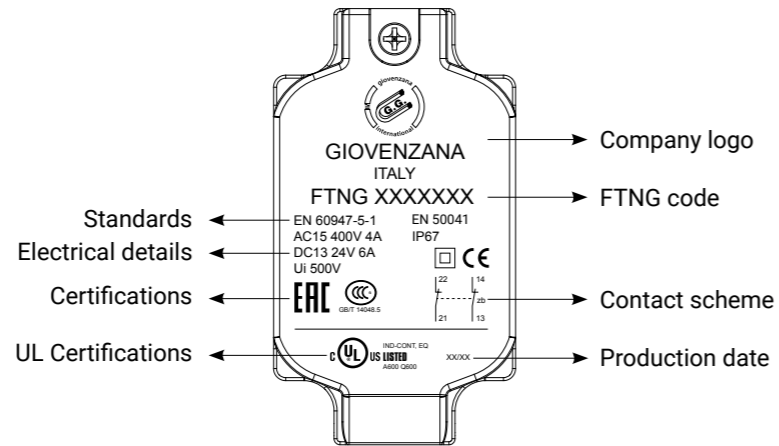 giovenzana
G.G.
international
GIOVENZANA
ITALY
Company logo
FTNG XXXXXXX
FTNG code
Standards
EN 60947-5-1
EN 50041
AC15 400V 4A
IP67
Electrical details
DC13 24V 6A
Ui 500V
CE
Certifications
EAC
CCC
GB/T 14048.5
22
14
zb
21
13
Contact scheme
UL Certifications
C UL US LISTED
IND-CONT, EQ
A600 Q600
XX/XX
Production date